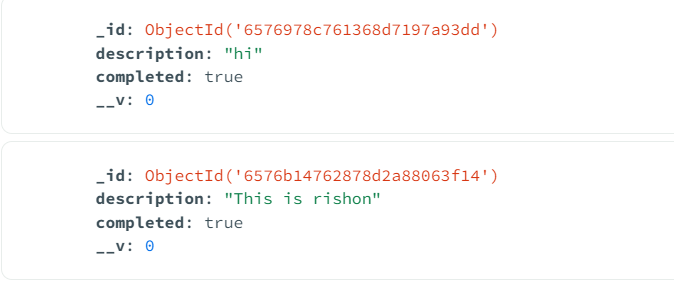 _id: ObjectId('6576978c761368d7197a93dd')
description: "hi"
completed: true
__v: 0
_id: ObjectId('6576b14762878d2a88063f14')
description: "This is rishon"
completed: true
__v: 0